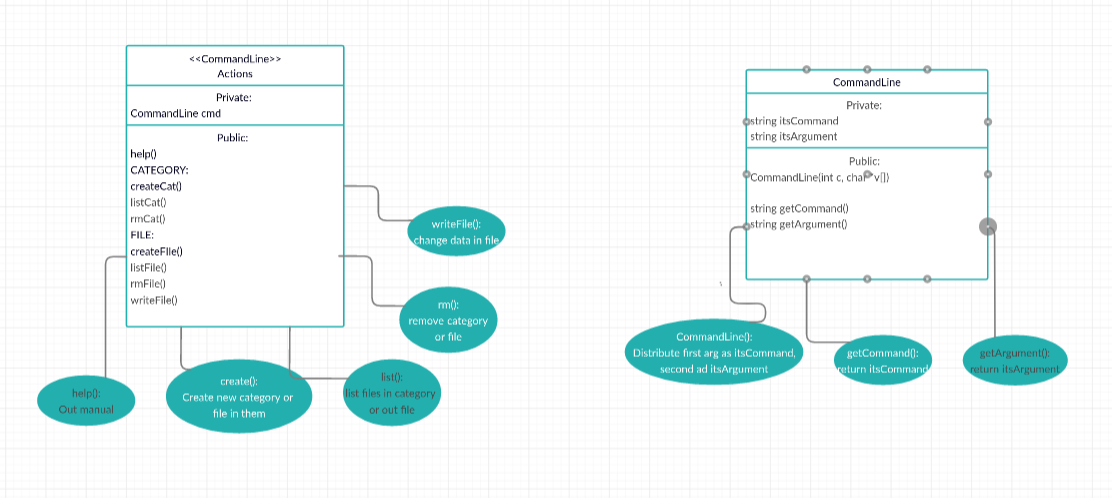 <<CommandLine>>
Actions
Private:
CommandLine cmd
Public:
help()
CATEGORY:
createCat()
listCat()
rmCat()
FILE:
createFIle()
listFile()
rmFile()
writeFile()
writeFile():
change data in file
rm():
remove category
or file
help():
Out manual
create():
Create new category or
file in them
list():
list files in category
or out file
CommandLine
Private:
string itsCommand
string itsArgument
Public:
CommandLine(int c, char* v[])
string getCommand()
string getArgument()
CommandLine():
Distribute first arg as itsCommand,
second ad itsArgument
getCommand():
return itsCommand
getArgument():
return itsArgument